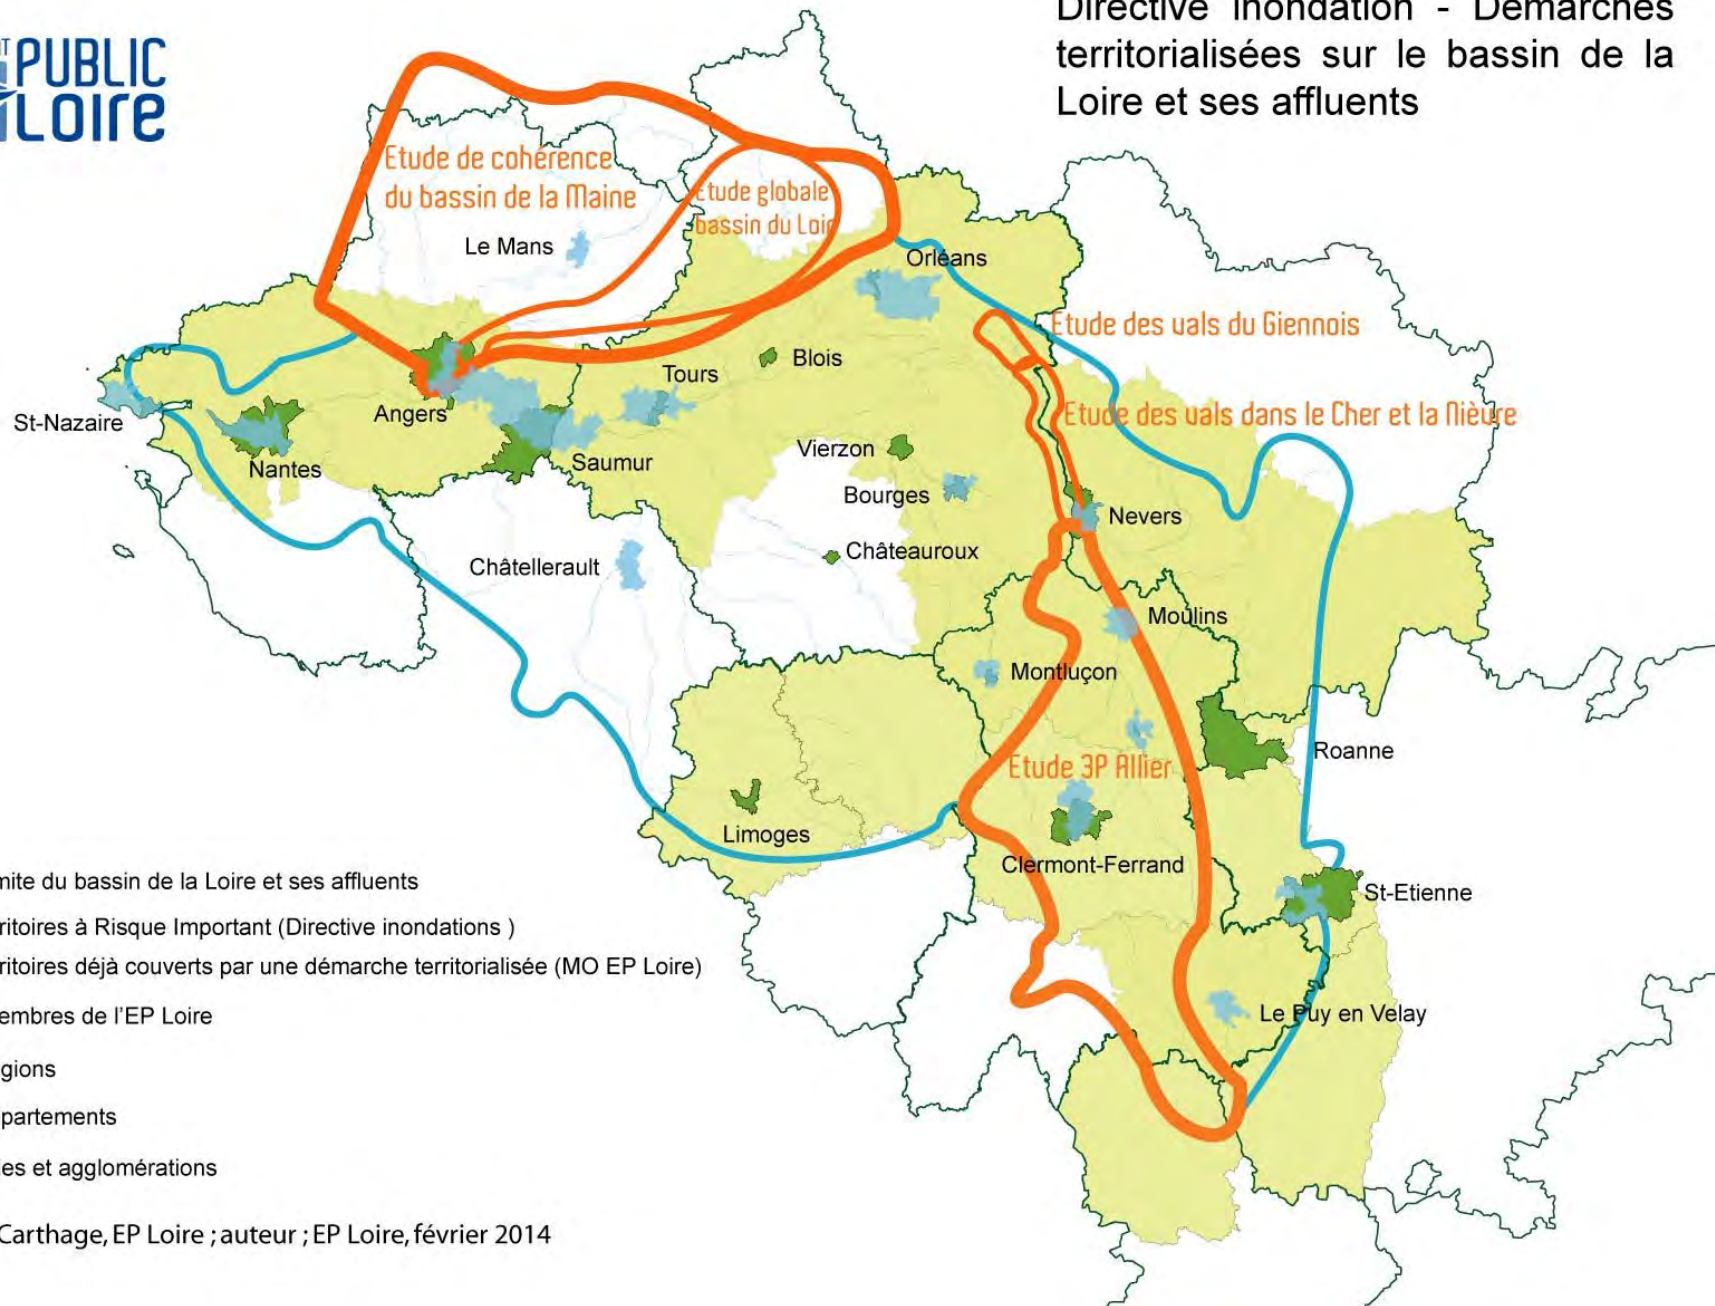 PUBLIC
LOIRE
Directive inondation - Démarches
territorialisées sur le bassin de la
Loire et ses affluents
Etude de cohérence
du bassin de la Maine
Etude globale
bassin du Loir
Le Mans
Orléans
Etude des vals du Giennois
Blois
Tours
Angers
St-Nazaire
Etude des vals dans le Cher et la Nièvre
Nantes
Saumur
Vierzon
Bourges
Nevers
Châteauroux
Châtellerault
Moulins
Montluçon
Roanne
Etude 3P Allier
Limoges
Clermont-Ferrand
St-Etienne
Le Puy en Velay
mite du bassin de la Loire et ses affluents
ritoires à Risque Important (Directive inondations )
ritoires déjà couverts par une démarche territorialisée (MO EP Loire)
embres de l'EP Loire
gions
partements
es et agglomérations
Carthage, EP Loire ; auteur ; EP Loire, février 2014